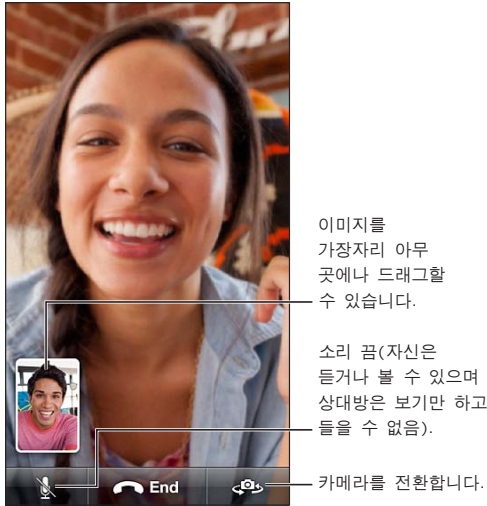 이미지를
가장자리 아무
곳에나 드래그할
수 있습니다.
소리 끔(자신은
듣거나 볼 수 있으며
상대방은 보기만 하고
들을 수 없음).
End
카메라를 전환합니다.